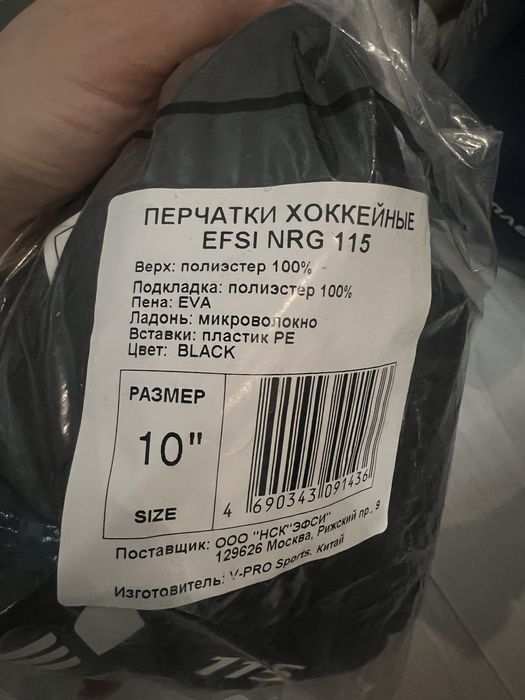 ПЕРЧАТКИ ХОККЕЙНЫЕ
EFSI NRG 115
Верх: полиэстер 100%
Подкладка: полиэстер 100%
Пена: EVA
Ладонь: микроволокно
Вставки: пластик PE
Цвет: BLACK
РАЗМЕР
10"
SIZE
4 690343 091436
Поставщик: ООО "НСК"ЭФСИ"
129626 Москва, Рижский пр., 9
Изготовитель: V-PRO Sports, Китай
115